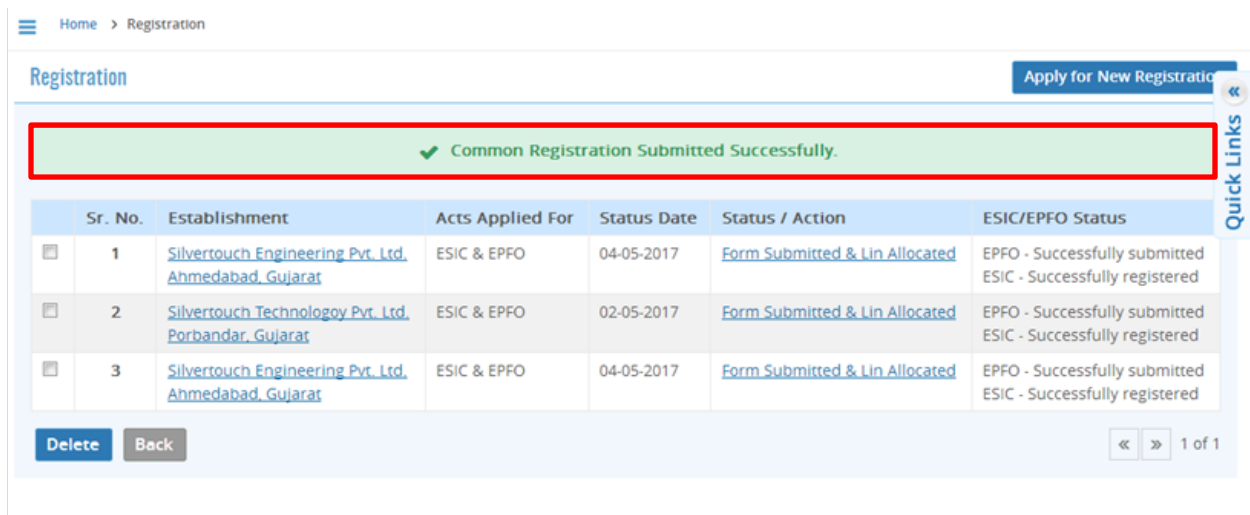 Home > Registration
Registration
Apply for New Registratio
«
Quick Links
✔ Common Registration Submitted Successfully.
Sr. No. Establishment Acts Applied For Status Date Status / Action ESIC/EPFO Status
1 Silvertouch Engineering Pvt. Ltd. ESIC & EPFO 04-05-2017 Form Submitted & Lin Allocated EPFO - Successfully submitted
Ahmedabad, Gujarat ESIC - Successfully registered
2 Silvertouch Technologoy Pvt. Ltd. ESIC & EPFO 02-05-2017 Form Submitted & Lin Allocated EPFO - Successfully submitted
Porbandar, Gujarat ESIC - Successfully registered
3 Silvertouch Engineering Pvt. Ltd. ESIC & EPFO 04-05-2017 Form Submitted & Lin Allocated EPFO - Successfully submitted
Ahmedabad, Gujarat ESIC - Successfully registered
Delete Back « » 1 of 1